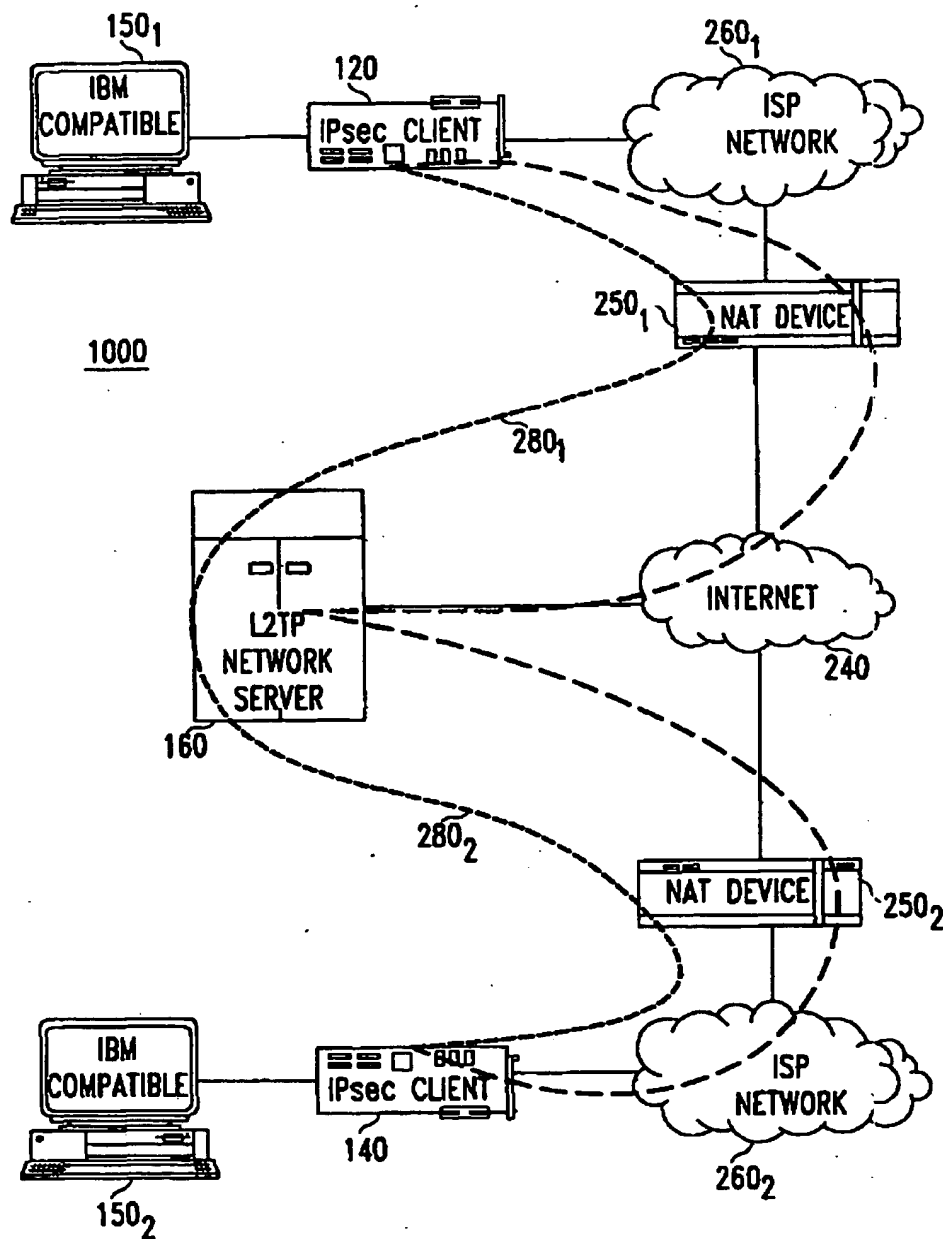 150₁
IBM
COMPATIBLE
120
IPsec CLIENT
260₁
ISP
NETWORK
250₁
NAT DEVICE
1000
280₁
L2TP
NETWORK
SERVER
160
INTERNET
240
280₂
NAT DEVICE
250₂
IBM
COMPATIBLE
150₂
IPsec CLIENT
140
ISP
NETWORK
260₂